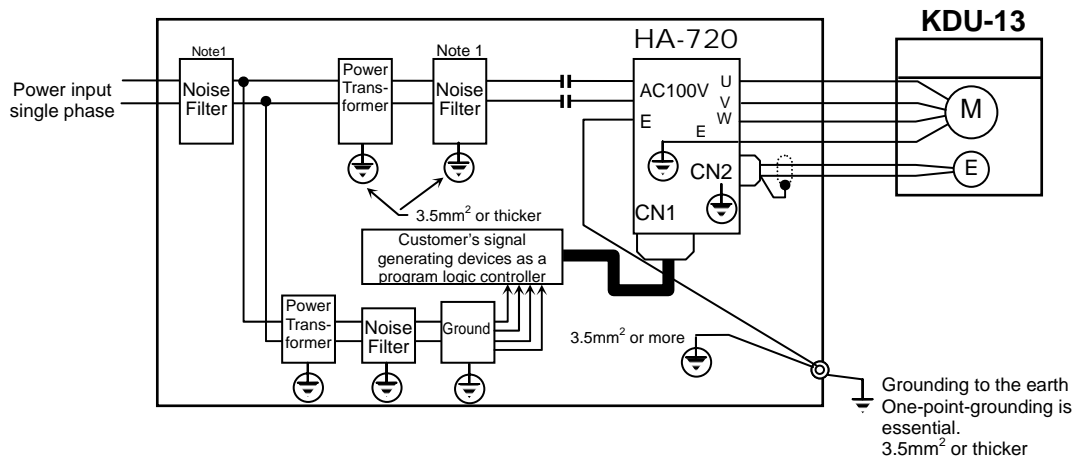 KDU-13
HA-720
Note1
Note 1
Power input
single phase
Noise
Filter
Power
Trans-
former
Noise
Filter
AC100V
E
U
V
W
E
CN2
CN1
M
E
3.5mm² or thicker
Customer's signal
generating devices as a
program logic controller
Power
Trans-
former
Noise
Filter
Ground
3.5mm² or more
Grounding to the earth
One-point-grounding is
essential.
3.5mm² or thicker